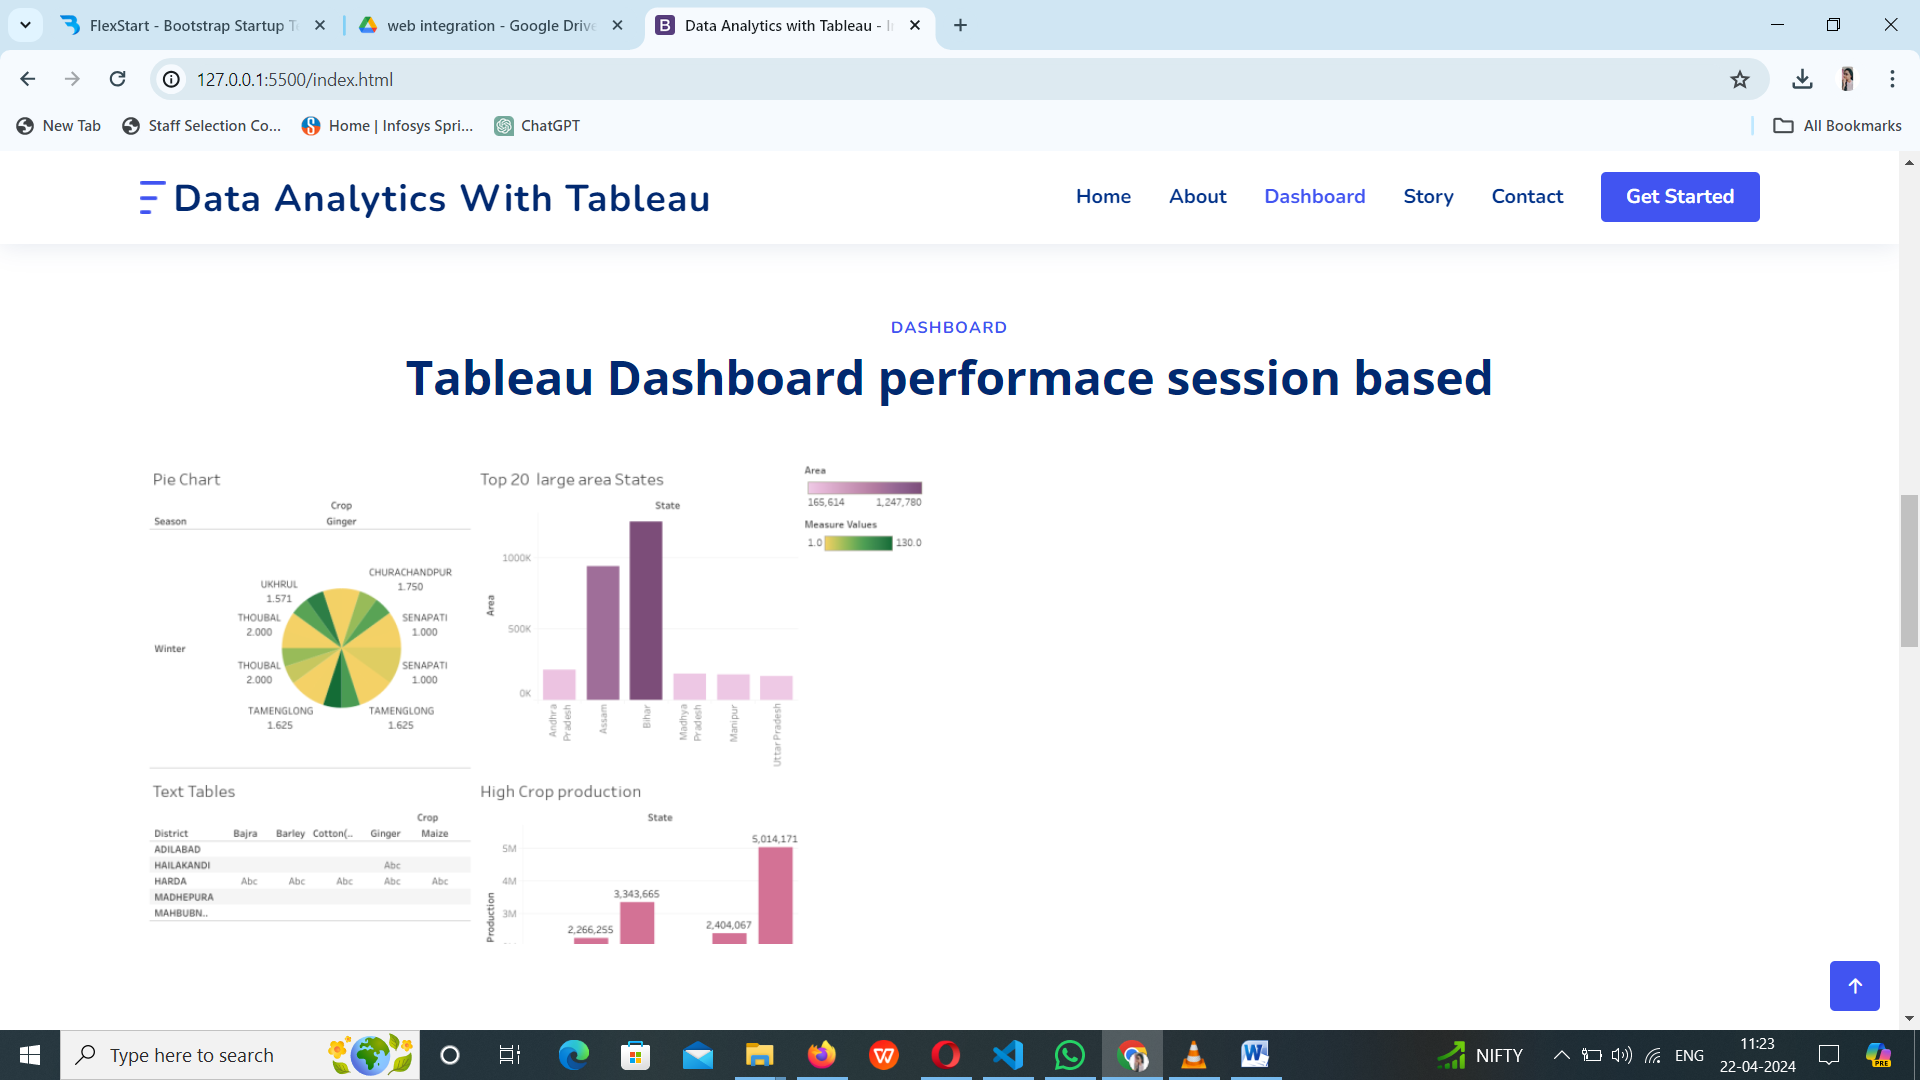 FlexStart - Bootstrap Startup T
web integration - Google Drive
Data Analytics with Tableau - I
127.0.0.1:5500/index.html
New Tab
Staff Selection Co...
Home | Infosys Spri...
ChatGPT
All Bookmarks
Data Analytics With Tableau
Home
About
Dashboard
Story
Contact
Get Started
DASHBOARD
Tableau Dashboard performace session based
Pie Chart
Crop
Season
Ginger
Winter
CHURACHANDPUR
1.750
UKHRUL
1.571
THOUBAL
2.000
SENAPATI
1.000
THOUBAL
2.000
SENAPATI
1.000
TAMENGLONG
1.625
TAMENGLONG
1.625
Top 20 large area States
State
Area
1000K
500K
0K
Andhra
Pradesh
Assam
Bihar
Madhya
Pradesh
Manipur
Uttar Pradesh
Area
165,614
1,247,780
Measure Values
1.0
130.0
Text Tables
Crop
District Bajra Barley Cotton(.. Ginger Maize
ADILABAD
HAILAKANDI Abc
HARDA Abc Abc Abc Abc Abc
MADHEPURA
MAHBUBN..
High Crop production
State
Production
5M
4M
3M
2,266,255
3,343,665
2,404,067
5,014,171
Type here to search
NIFTY
ENG
11:23
22-04-2024
PRE